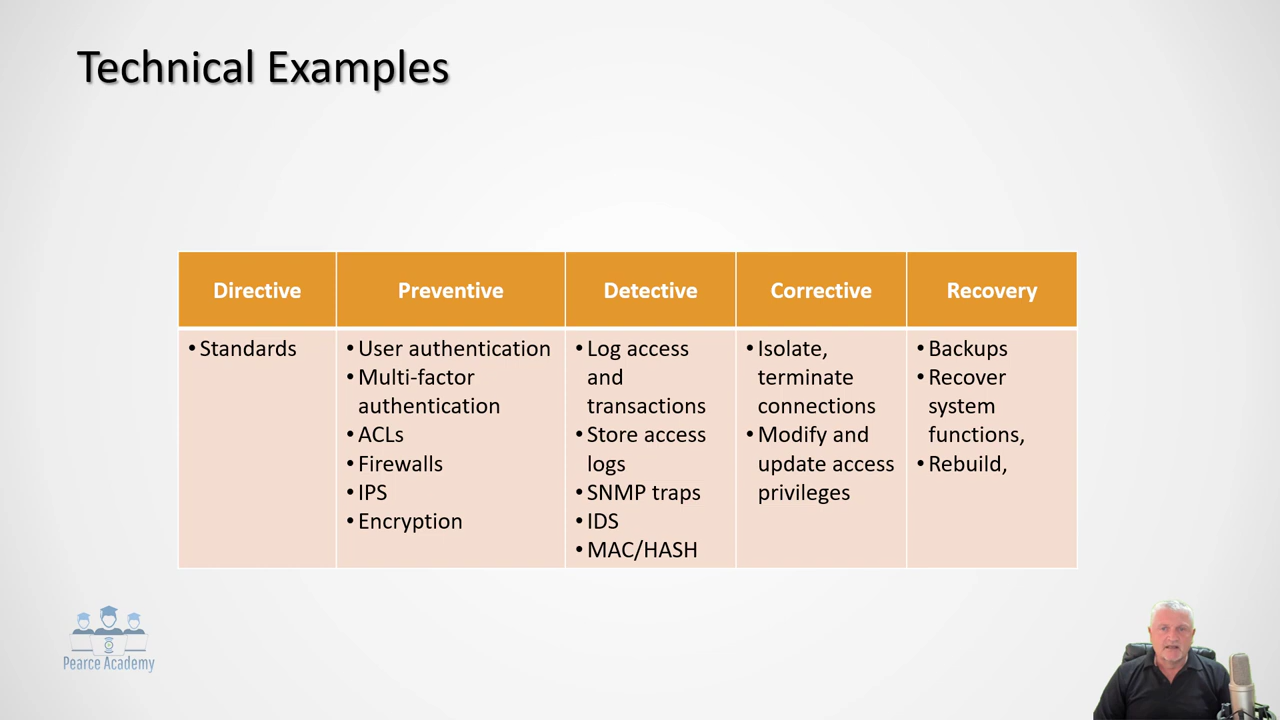 Technical Examples
Directive
Preventive
Detective
Corrective
Recovery
• Standards
• User authentication
• Multi-factor
authentication
• ACLs
• Firewalls
• IPS
• Encryption
• Log access
and
transactions
• Store access
logs
• SNMP traps
• IDS
• MAC/HASH
• Isolate,
terminate
connections
• Modify and
update access
privileges
• Backups
• Recover
system
functions,
• Rebuild,
Pearce Academy